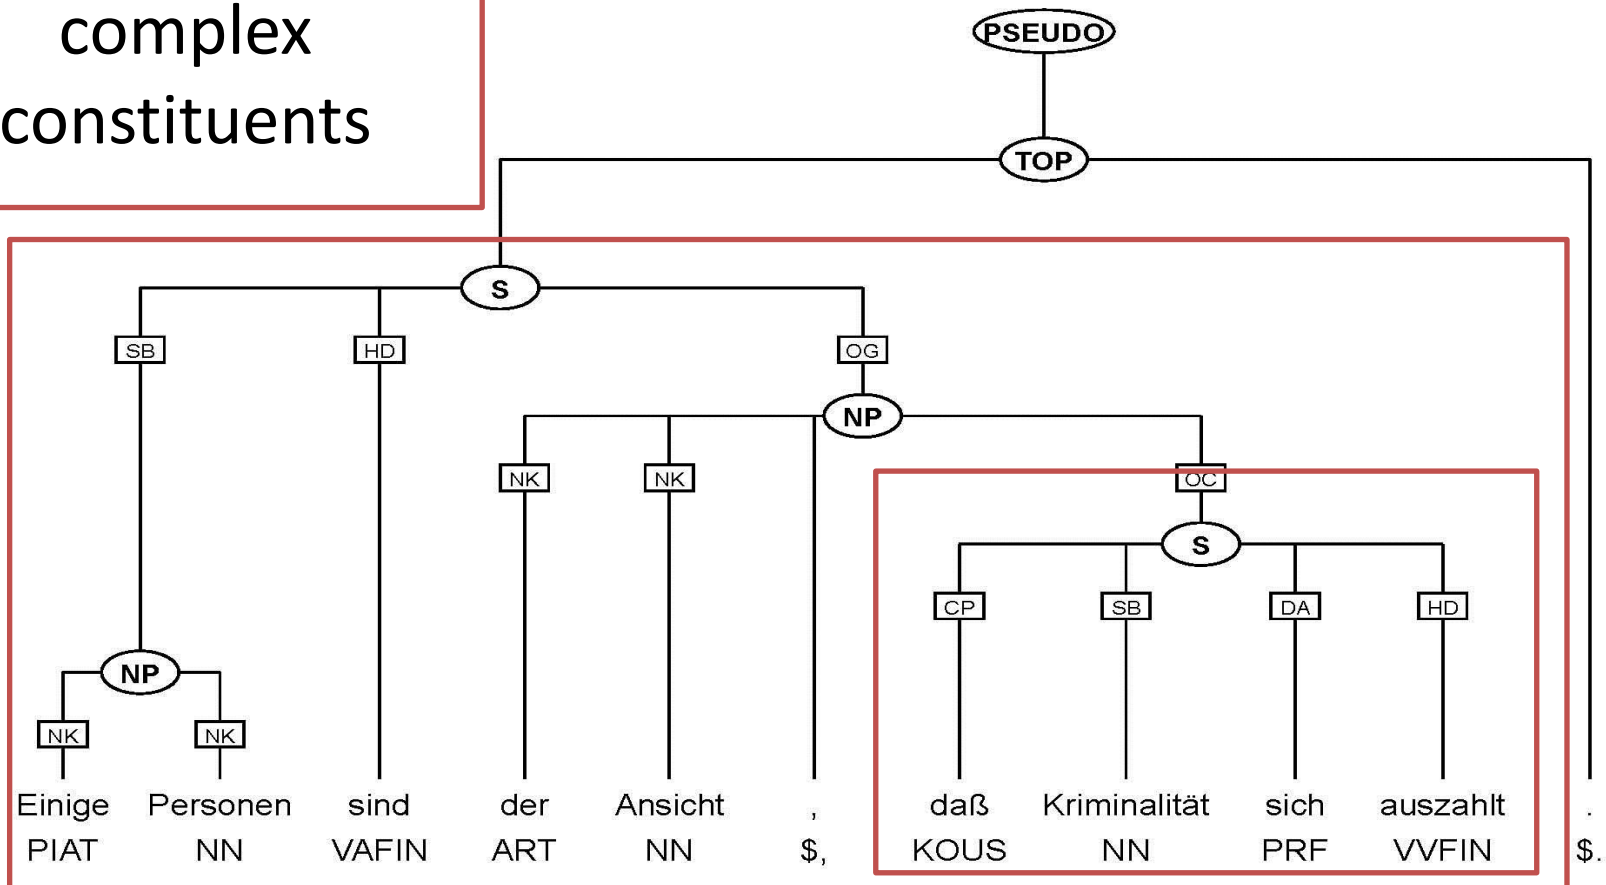 complex
constituents
PSEUDO
TOP
S
SB HD OG
NP
NK NK OC
S
CP SB DA HD
NP
NK NK
Einige Personen sind der Ansicht , daß Kriminalität sich auszahlt .
PIAT NN VAFIN ART NN $, KOUS NN PRF VVFIN $.